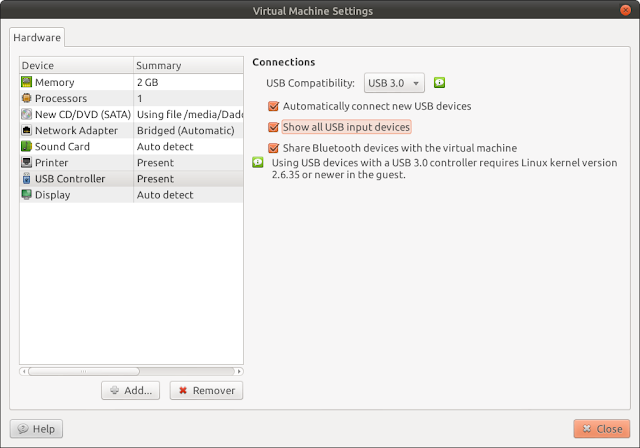 Virtual Machine Settings
Hardware
Device Summary
Memory 2 GB
Processors 1
New CD/DVD (SATA) Using file /media/Dado
Network Adapter Bridged (Automatic)
Sound Card Auto detect
Printer Present
USB Controller Present
Display Auto detect
Add...
Remover
Connections
USB Compatibility: USB 3.0
Automatically connect new USB devices
Show all USB input devices
Share Bluetooth devices with the virtual machine
Using USB devices with a USB 3.0 controller requires Linux kernel version
2.6.35 or newer in the guest.
Help
Close